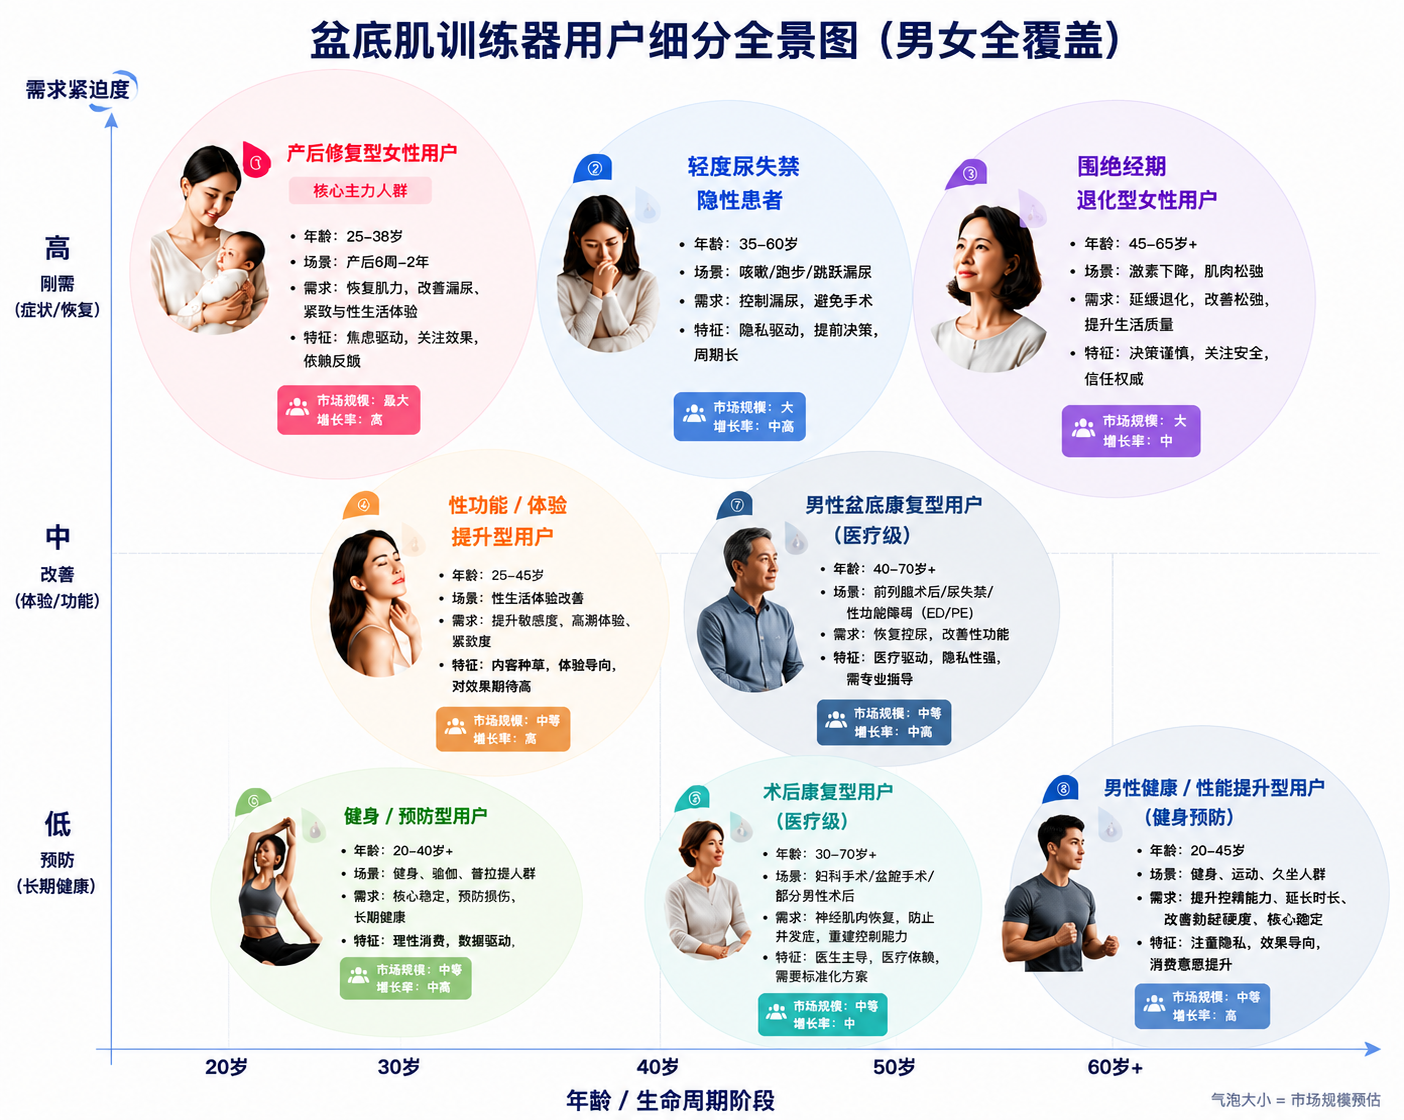 盆底肌训练器用户细分全景图（男女全覆盖）
需求紧迫度
高
刚需
（症状/恢复）
中
改善
（体验/功能）
低
预防
（长期健康）
产后修复型女性用户
核心主力人群
• 年龄：25–38岁
• 场景：产后6周–2年
• 需求：恢复肌力，改善漏尿、
紧致与性生活体验
• 特征：焦虑驱动，关注效果，
② 轻度尿失禁
隐性患者
• 年龄：35–60岁
• 场景：咳嗽/跑步/跳跃漏尿
• 需求：控制漏尿，避免手术
• 特征：隐私驱动，提前决策，
周期长
市场规模：大
增长率：中高
③ 围绝经期
退化型女性用户
• 年龄：45–65岁+
• 场景：激素下降，肌肉松弛
• 需求：延缓退化，改善松弛，
提升生活质量
• 特征：决策谨慎，关注安全，
信任权威
市场规模：大
增长率：中
市场规模：最大
增长率：高
④ 性功能 / 体验
提升型用户
• 年龄：25–45岁
• 场景：性生活体验改善
• 需求：提升敏感度，高潮体验、
紧致度
• 特征：内容种草，体验导向，
对效果期待高
市场规模：中等
增长率：高
⑦ 男性盆底康复型用户
（医疗级）
• 年龄：40–70岁+
• 场景：前列腺术后/尿失禁/
性功能障碍（ED/PE）
• 需求：恢复控尿，改善性功能
• 特征：医疗驱动，隐私性强，
需专业指导
市场规模：中等
增长率：中高
健身 / 预防型用户
• 年龄：20–40岁+
• 场景：健身、瑜伽、普拉提人群
• 需求：核心稳定，预防损伤，
长期健康
• 特征：理性消费，数据驱动，
市场规模：中等
增长率：中高
术后康复型用户
（医疗级）
• 年龄：30–70岁+
• 场景：妇科手术/盆腔手术/
部分男性术后
• 需求：神经肌肉恢复，防止
并发症，重建控制能力
• 特征：医生主导，医疗依赖，
需要标准化方案
市场规模：中等
增长率：中
⑧ 男性健康 / 性能提升型用户
（健身预防）
• 年龄：20–45岁
• 场景：健身、运动、久坐人群
• 需求：提升控精能力、延长时长、
改善勃起硬度、核心稳定
• 特征：注重隐私，效果导向，
消费意愿提升
市场规模：中等
增长率：高
20岁 30岁 40岁 50岁 60岁+
年龄 / 生命周期阶段
气泡大小 = 市场规模预估